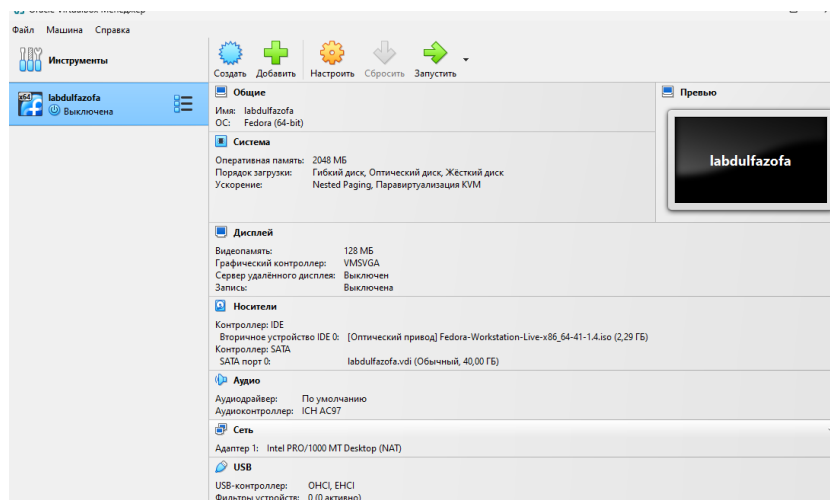 Oracle VirtualBox Менеджер
Файл Машина Справка
Инструменты
Создать Добавить Настроить Сбросить Запустить
x64
labdulfazofa
Выключена
Общие
Имя: labdulfazofa
ОС: Fedora (64-bit)
Превью
labdulfazofa
Система
Оперативная память: 2048 МБ
Порядок загрузки: Гибкий диск, Оптический диск, Жёсткий диск
Ускорение: Nested Paging, Паравиртуализация KVM
Дисплей
Видеопамять: 128 МБ
Графический контроллер: VMSVGA
Сервер удалённого дисплея: Выключен
Запись: Выключена
Носители
Контроллер: IDE
Вторичное устройство IDE 0: [Оптический привод] Fedora-Workstation-Live-x86_64-41-1.4.iso (2,29 ГБ)
Контроллер: SATA
SATA порт 0: labdulfazofa.vdi (Обычный, 40,00 ГБ)
Аудио
Аудиодрайвер: По умолчанию
Аудиоконтроллер: ICH AC97
Сеть
Адаптер 1: Intel PRO/1000 MT Desktop (NAT)
USB
USB-контроллер: OHCI, EHCI
Фильтры устройств: 0 (0 активно)